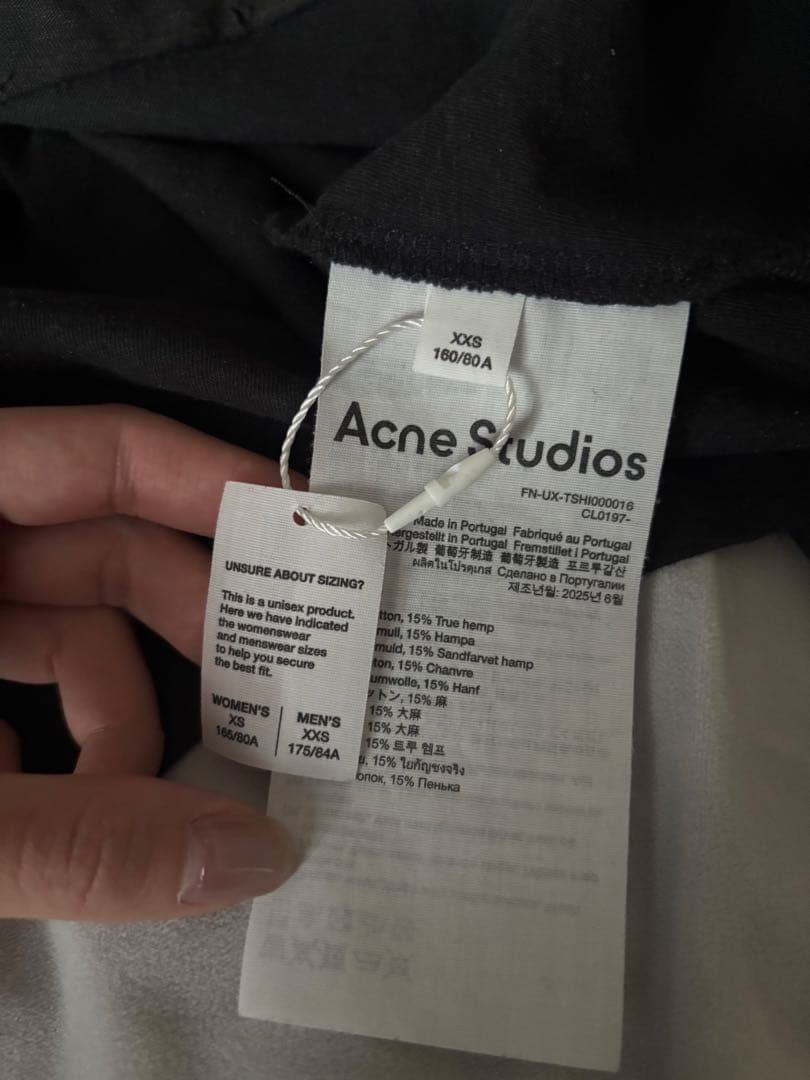 XXS
160/80A
Acne Studios
FN-UX-TSHI000016
CL0197-
Made in Portugal Fabriqué au Portugal
ergestellt in Portugal Fremstillet i Portugal
ガル製 葡萄牙制造 葡萄牙製造 포르투갈산
ผลิตในโปรตุเกส Сделано в Португалии
제조년월: 2025년 6월
tton, 15% True hemp
mull, 15% Hampa
muld, 15% Sandfarvet hamp
ton, 15% Chanvre
umwolle, 15% Hanf
ットン, 15% 麻
15% 大麻
15% 大麻
15% 트루 헴프
15% ใยกัญชงจริง
опок, 15% Пенька
UNSURE ABOUT SIZING?
This is a unisex product.
Here we have indicated
the womenswear
and menswear sizes
to help you secure
the best fit.
WOMEN'S
XS
165/80A
MEN'S
XXS
175/84A